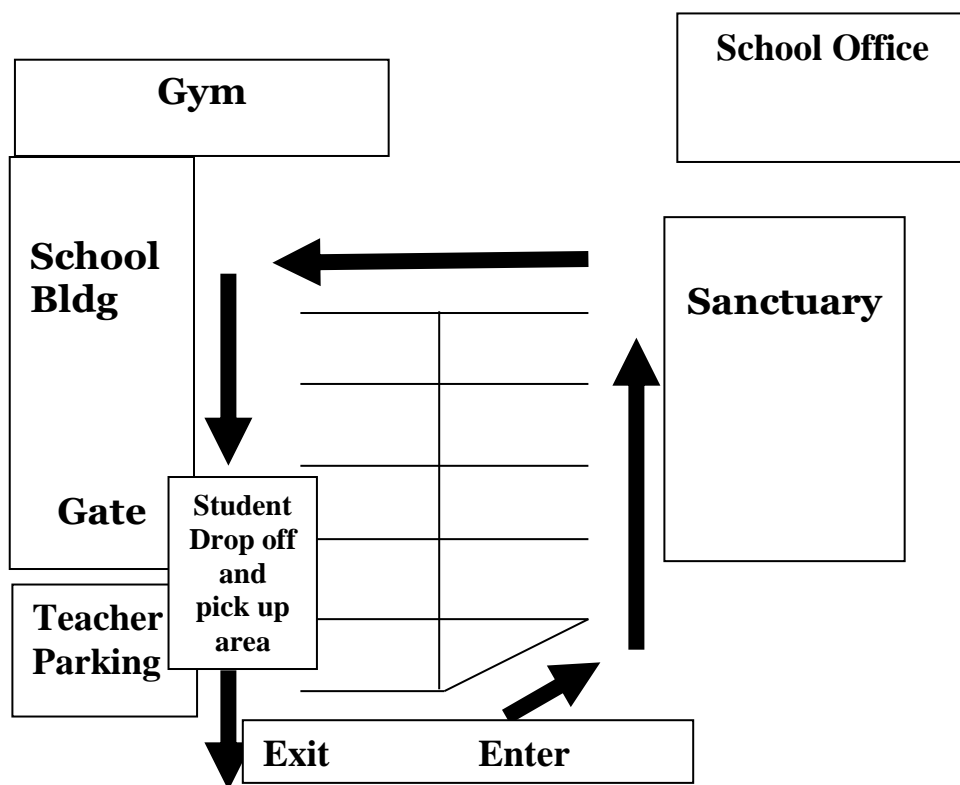 School Office
Gym
School
Bldg
Sanctuary
Gate
Student
Drop off
and
pick up
area
Teacher
Parking
Exit Enter